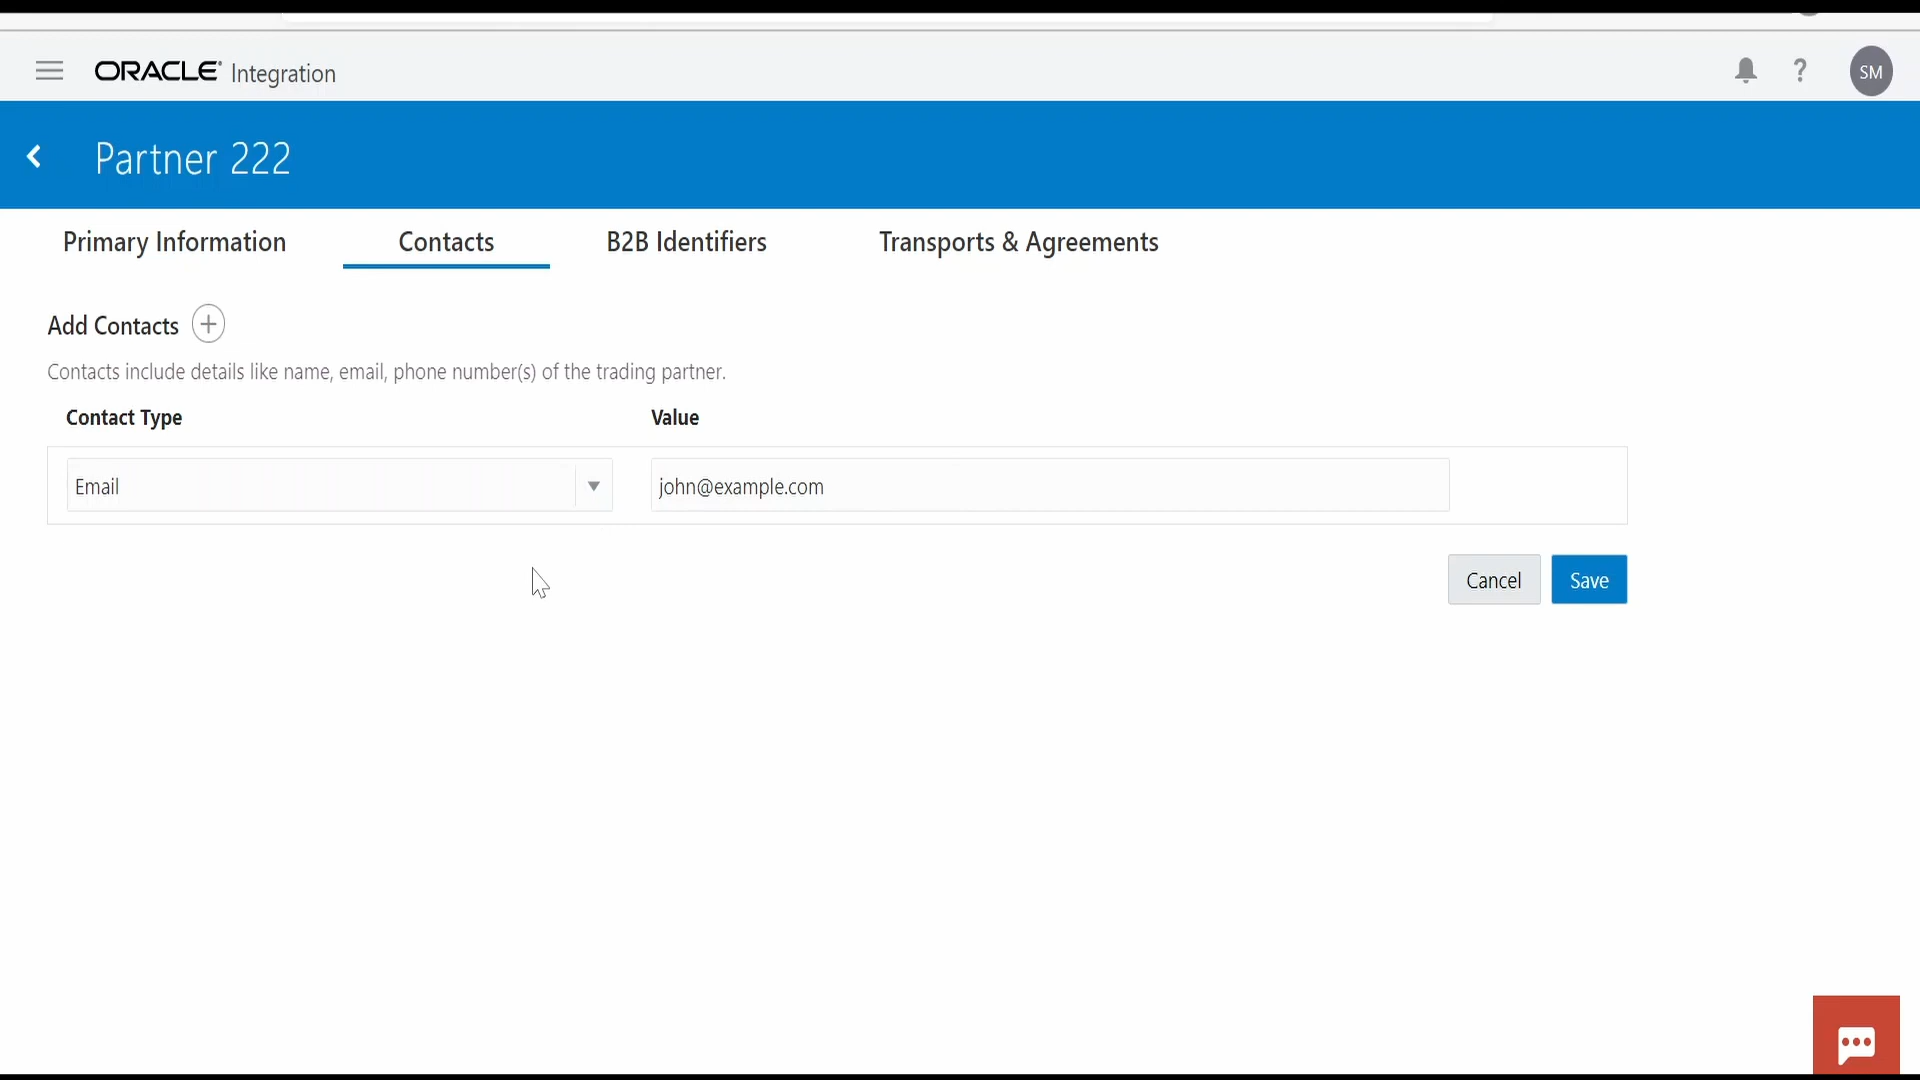 ORACLE Integration
?
SM
Partner 222
Primary Information Contacts B2B Identifiers Transports & Agreements
Add Contacts
Contacts include details like name, email, phone number(s) of the trading partner.
Contact Type Value
Email john@example.com
Cancel Save